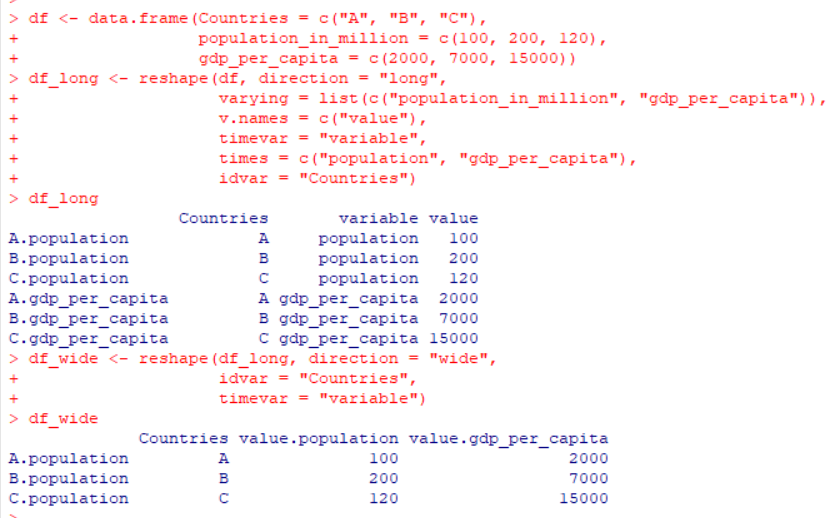 > df <- data.frame(Countries = c("A", "B", "C"),
+                  population_in_million = c(100, 200, 120),
+                  gdp_per_capita = c(2000, 7000, 15000))
> df_long <- reshape(df, direction = "long",
+                    varying = list(c("population_in_million", "gdp_per_capita")),
+                    v.names = c("value"),
+                    timevar = "variable",
+                    times = c("population", "gdp_per_capita"),
+                    idvar = "Countries")
> df_long
                 Countries       variable value
A.population             A     population   100
B.population             B     population   200
C.population             C     population   120
A.gdp_per_capita         A gdp_per_capita  2000
B.gdp_per_capita         B gdp_per_capita  7000
C.gdp_per_capita         C gdp_per_capita 15000
> df_wide <- reshape(df_long, direction = "wide",
+                    idvar = "Countries",
+                    timevar = "variable")
> df_wide
             Countries value.population value.gdp_per_capita
A.population         A              100                 2000
B.population         B              200                 7000
C.population         C              120                15000
>